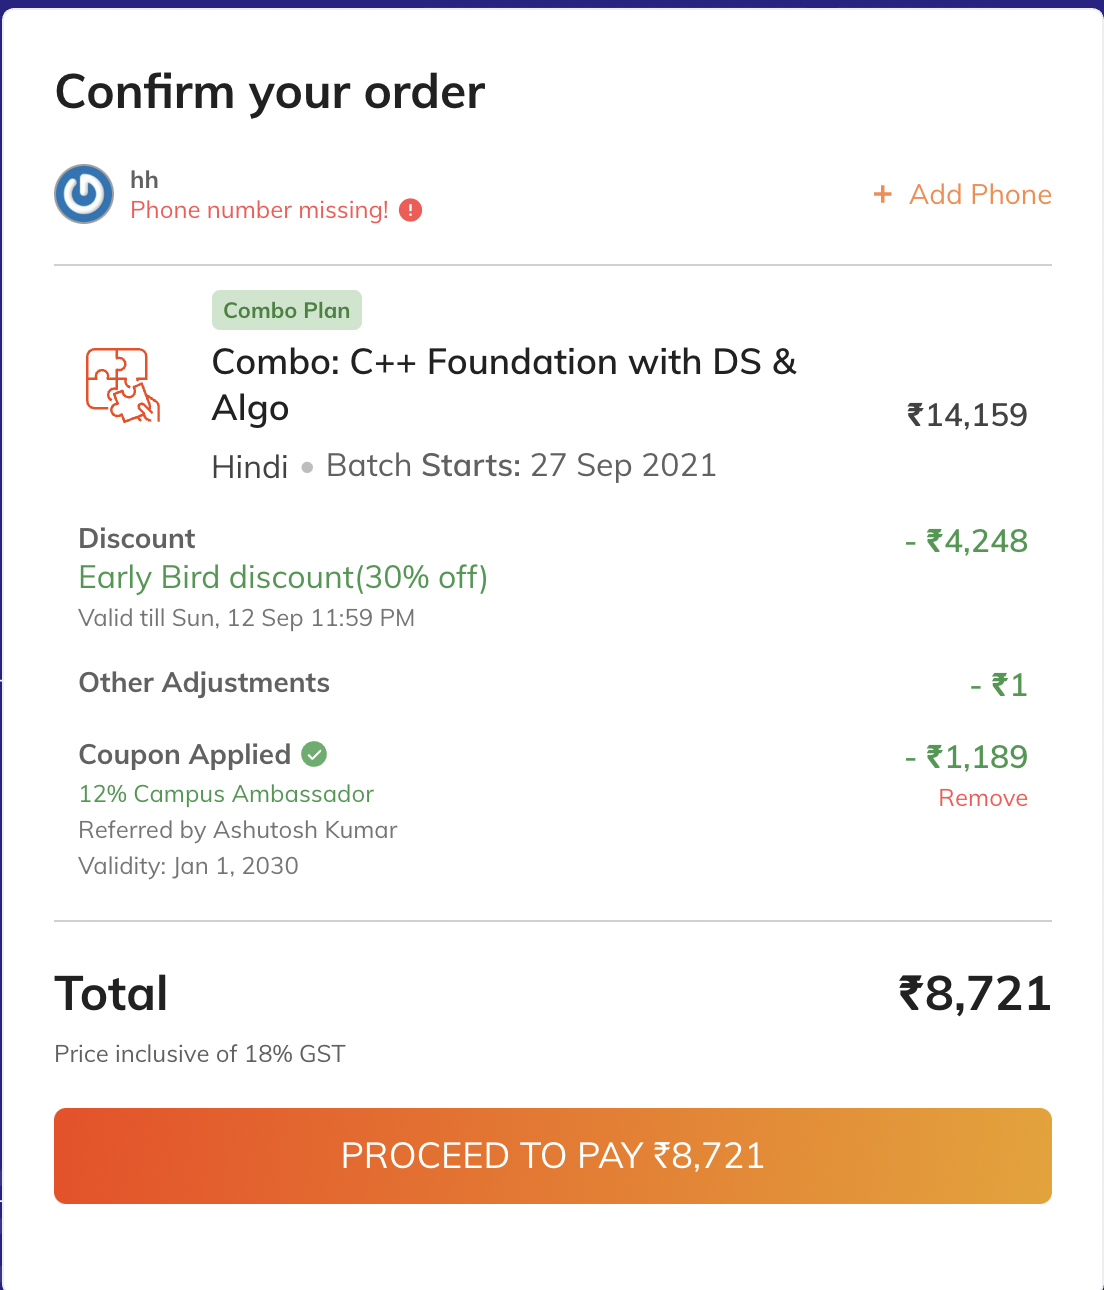 Confirm your order
hh
Phone number missing!
+ Add Phone
Combo Plan
Combo: C++ Foundation with DS &
Algo
₹14,159
Hindi • Batch Starts: 27 Sep 2021
Discount
- ₹4,248
Early Bird discount(30% off)
Valid till Sun, 12 Sep 11:59 PM
Other Adjustments
- ₹1
Coupon Applied
- ₹1,189
12% Campus Ambassador
Remove
Referred by Ashutosh Kumar
Validity: Jan 1, 2030
Total
₹8,721
Price inclusive of 18% GST
PROCEED TO PAY ₹8,721